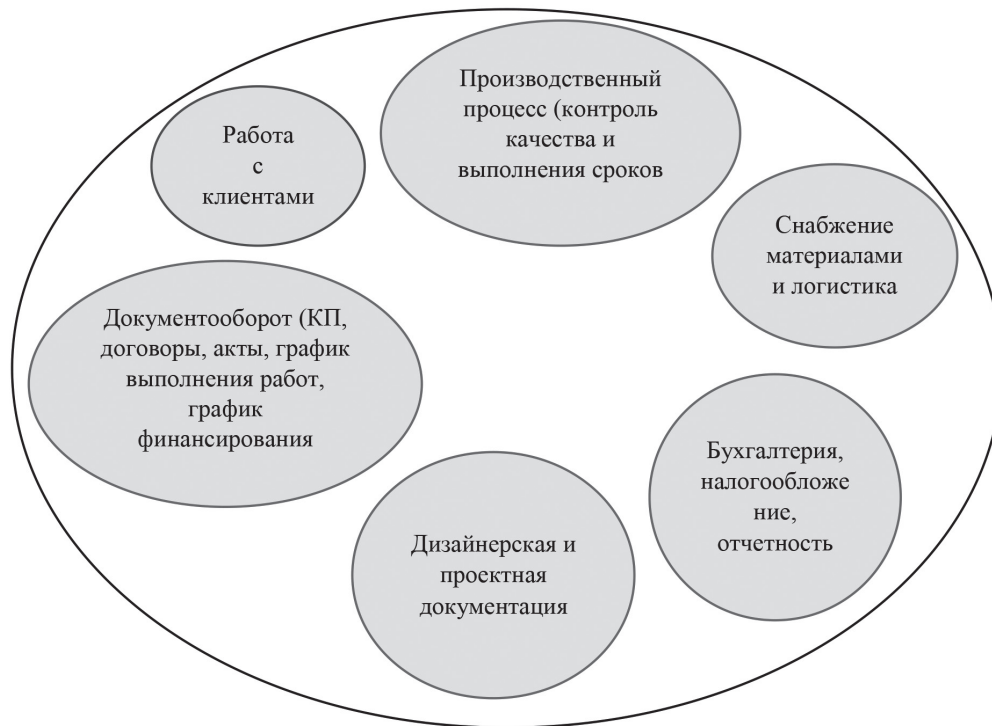 Производственный
процесс (контроль
качества и
выполнения сроков
Работа
с
клиентами
Снабжение
материалами
и логистика
Документооборот (КП,
договоры, акты, график
выполнения работ,
график
финансирования
Бухгалтерия,
налогообложе
ние,
отчетность
Дизайнерская и
проектная
документация